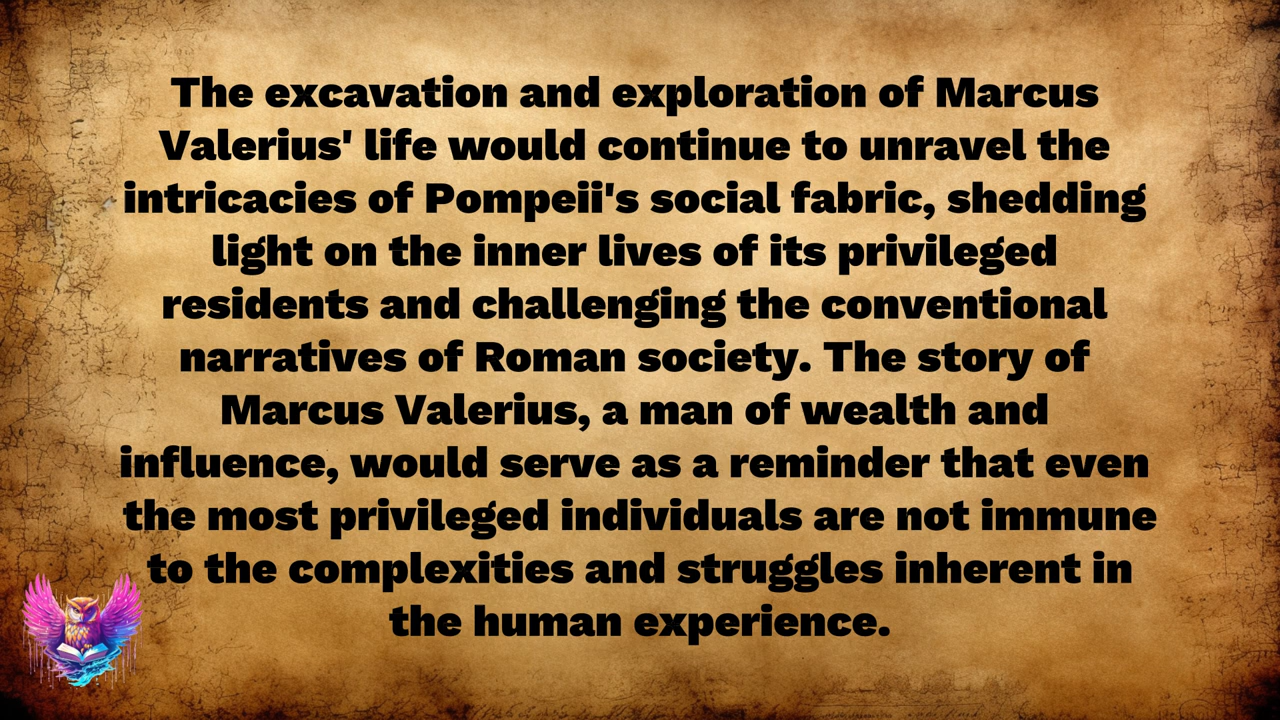 The excavation and exploration of Marcus
Valerius' life would continue to unravel the
intricacies of Pompeii's social fabric, shedding
light on the inner lives of its privileged
residents and challenging the conventional
narratives of Roman society. The story of
Marcus Valerius, a man of wealth and
influence, would serve as a reminder that even
the most privileged individuals are not immune
to the complexities and struggles inherent in
the human experience.